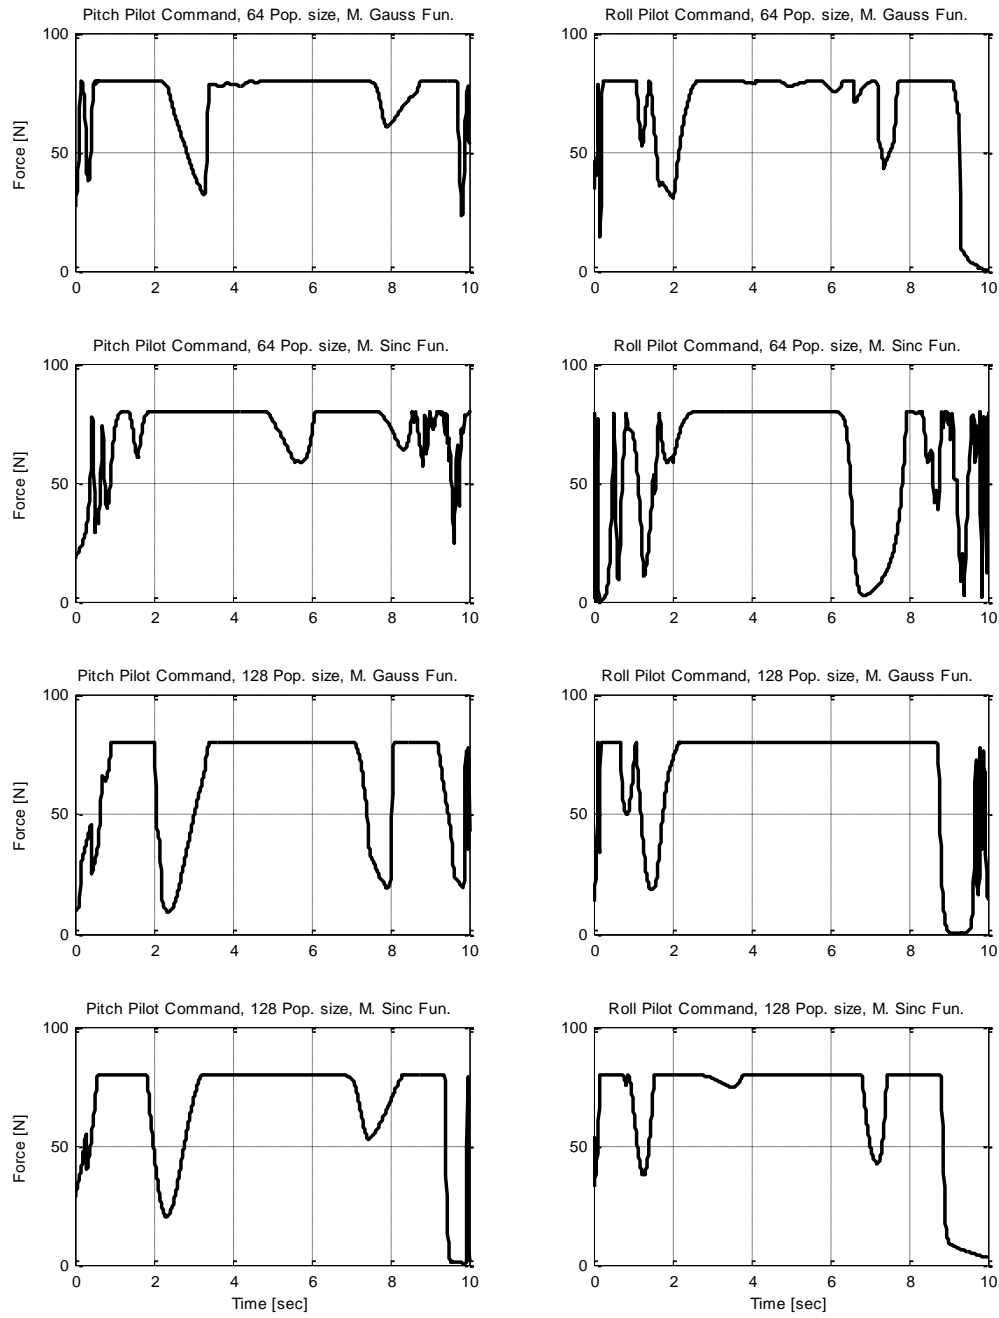 Pitch Pilot Command, 64 Pop. size, M. Gauss Fun.
100
50
0
Force [N]
0 2 4 6 8 10
Roll Pilot Command, 64 Pop. size, M. Gauss Fun.
100
50
0
0 2 4 6 8 10
Pitch Pilot Command, 64 Pop. size, M. Sinc Fun.
100
50
0
Force [N]
0 2 4 6 8 10
Roll Pilot Command, 64 Pop. size, M. Sinc Fun.
100
50
0
0 2 4 6 8 10
Pitch Pilot Command, 128 Pop. size, M. Gauss Fun.
100
50
0
Force [N]
0 2 4 6 8 10
Roll Pilot Command, 128 Pop. size, M. Gauss Fun.
100
50
0
0 2 4 6 8 10
Pitch Pilot Command, 128 Pop. size, M. Sinc Fun.
100
50
0
Force [N]
0 2 4 6 8 10
Time [sec]
Roll Pilot Command, 128 Pop. size, M. Sinc Fun.
100
50
0
0 2 4 6 8 10
Time [sec]